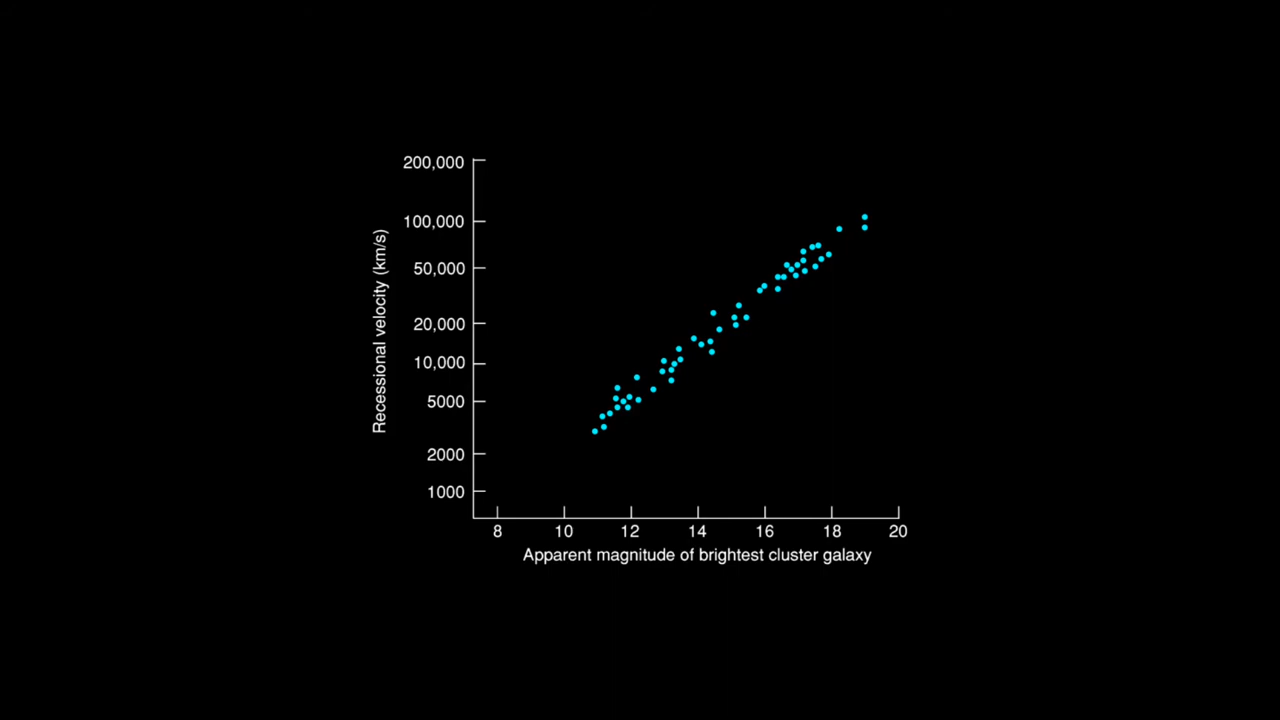 200,000
100,000
50,000
20,000
10,000
5000
2000
1000
Recessional velocity (km/s)
8 10 12 14 16 18 20
Apparent magnitude of brightest cluster galaxy